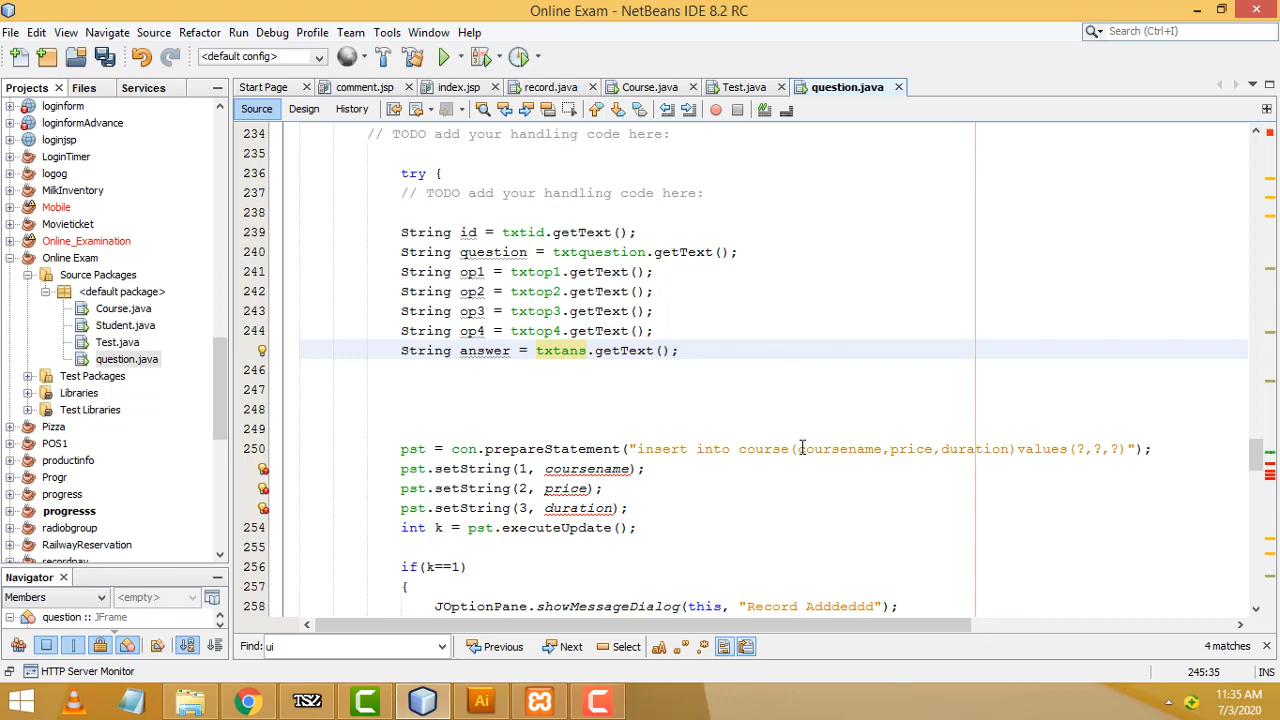 Online Exam - NetBeans IDE 8.2 RC
File Edit View Navigate Source Refactor Run Debug Profile Team Tools Window Help
Search (Ctrl+I)
<default config>
Projects Files Services
Start Page comment.jsp index.jsp record.java Course.java Test.java question.java
Source Design History
loginform
loginformAdvance
loginjsp
LoginTimer
logog
MilkInventory
Mobile
Movieticket
Online_Examination
Online Exam
Source Packages
<default package>
Course.java
Student.java
Test.java
question.java
Test Packages
Libraries
Test Libraries
Pizza
POS1
productinfo
Progr
progress
progresss
radiobgroup
RailwayReservation
recordnav
234 // TODO add your handling code here:
235
236 try {
237 // TODO add your handling code here:
238
239 String id = txtid.getText();
240 String question = txtquestion.getText();
241 String op1 = txtop1.getText();
242 String op2 = txtop2.getText();
243 String op3 = txtop3.getText();
244 String op4 = txtop4.getText();
String answer = txtans.getText();
246
247
248
249
250 pst = con.prepareStatement("insert into course(coursename,price,duration)values(?,?,?)");
pst.setString(1, coursename);
pst.setString(2, price);
pst.setString(3, duration);
254 int k = pst.executeUpdate();
255
256 if(k==1)
257 {
258 JOptionPane.showMessageDialog(this, "Record Adddeddd");
Navigator
Members <empty>
question :: JFrame
Find: ui Previous Next Select 4 matches
HTTP Server Monitor
245:35 INS
TSZ
Ai
11:35 AM
7/3/2020